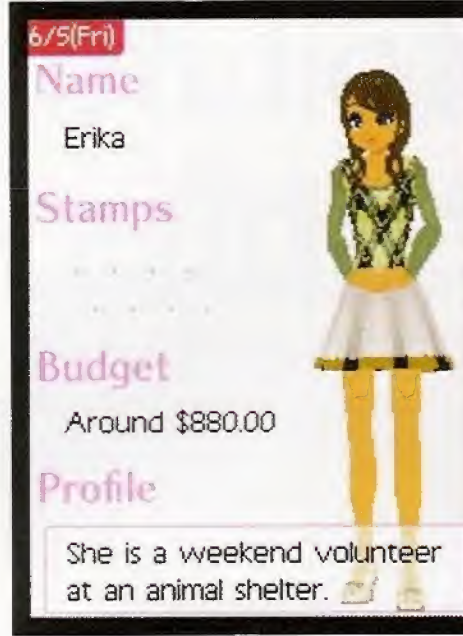 6/5(Fri)
Name
Erika
Stamps
Budget
Around $880.00
Profile
She is a weekend volunteer
at an animal shelter.